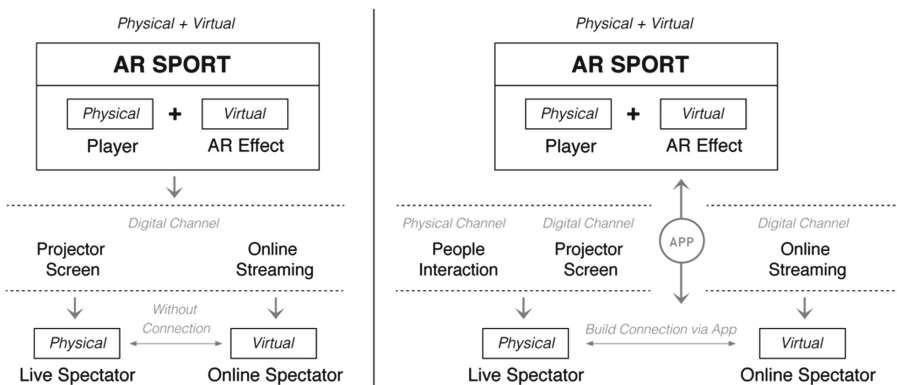 Physical + Virtual
AR SPORT
Physical + Virtual
Player AR Effect
Digital Channel
Projector Screen
Online Streaming
Without Connection
Physical
Virtual
Live Spectator
Online Spectator
Physical + Virtual
AR SPORT
Physical + Virtual
Player AR Effect
Physical Channel
People Interaction
Digital Channel
Projector Screen
APP
Digital Channel
Online Streaming
Physical
Build Connection via App
Virtual
Live Spectator
Online Spectator